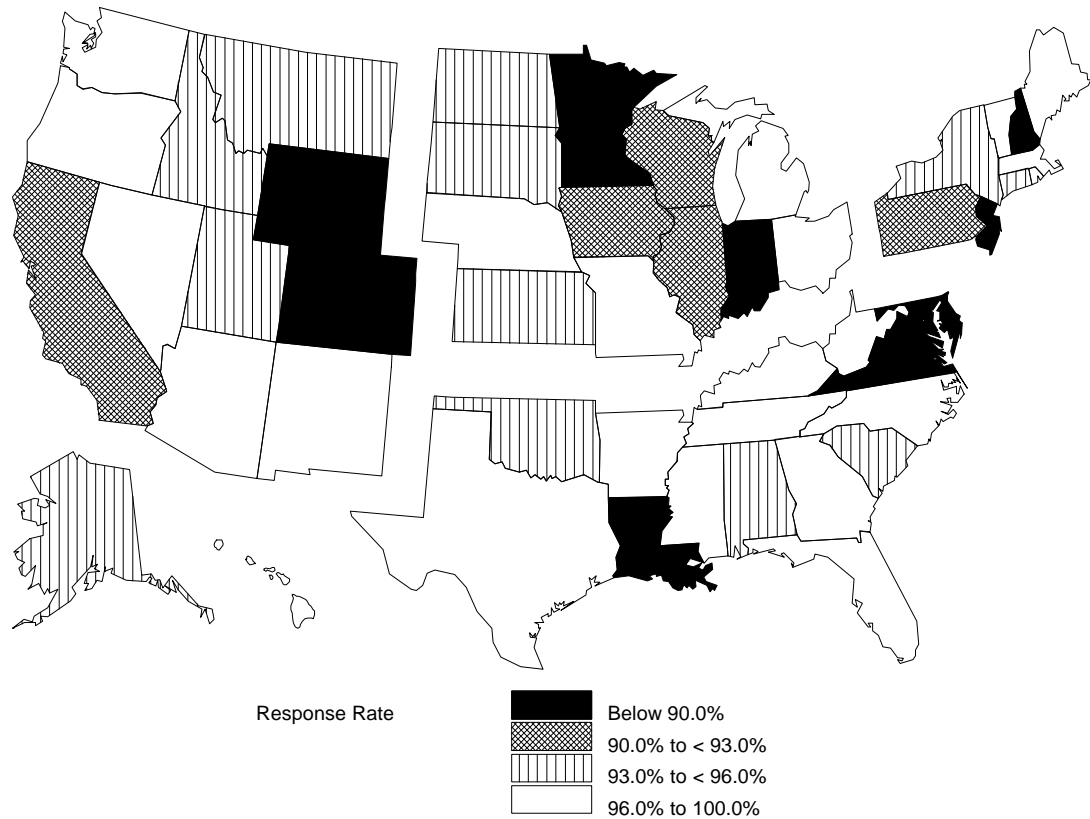 Response Rate
Below 90.0%
90.0% to < 93.0%
93.0% to < 96.0%
96.0% to 100.0%